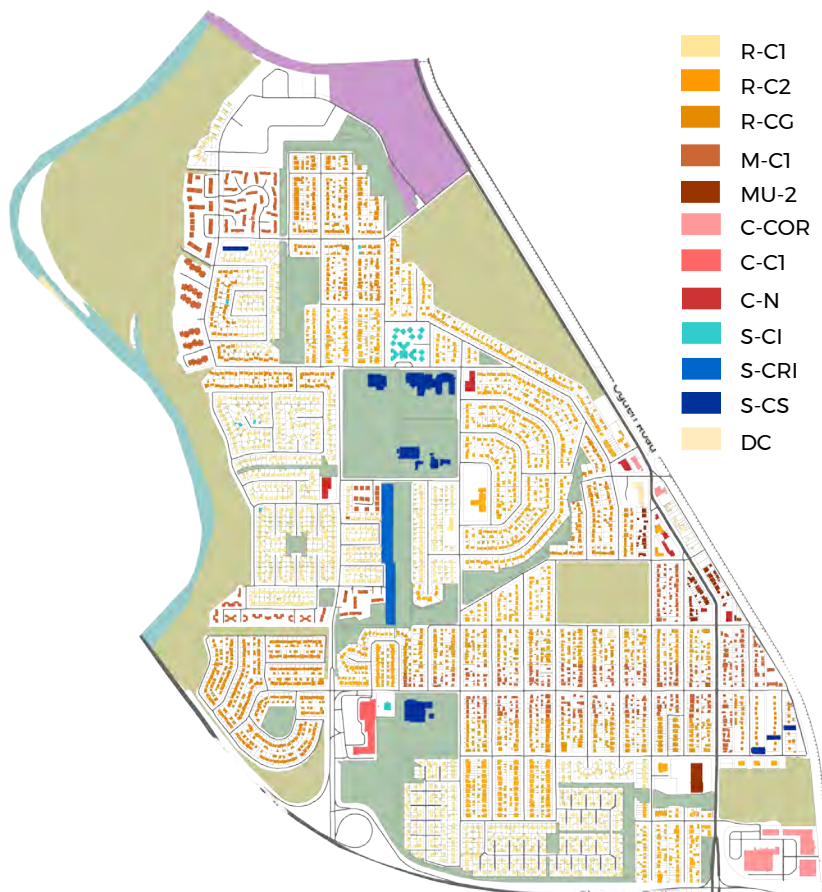 R-C1
R-C2
R-CG
M-C1
MU-2
C-COR
C-C1
C-N
S-CI
S-CRI
S-CS
DC